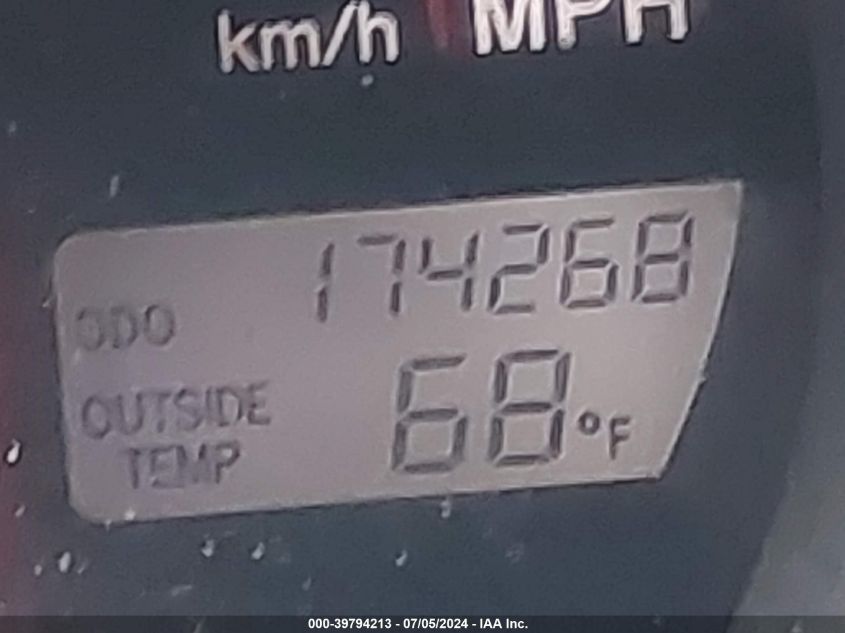 km/h MPH
174268
ODO
68°F
OUTSIDE
TEMP
000-39794213 - 07/05/2024 - IAA Inc.